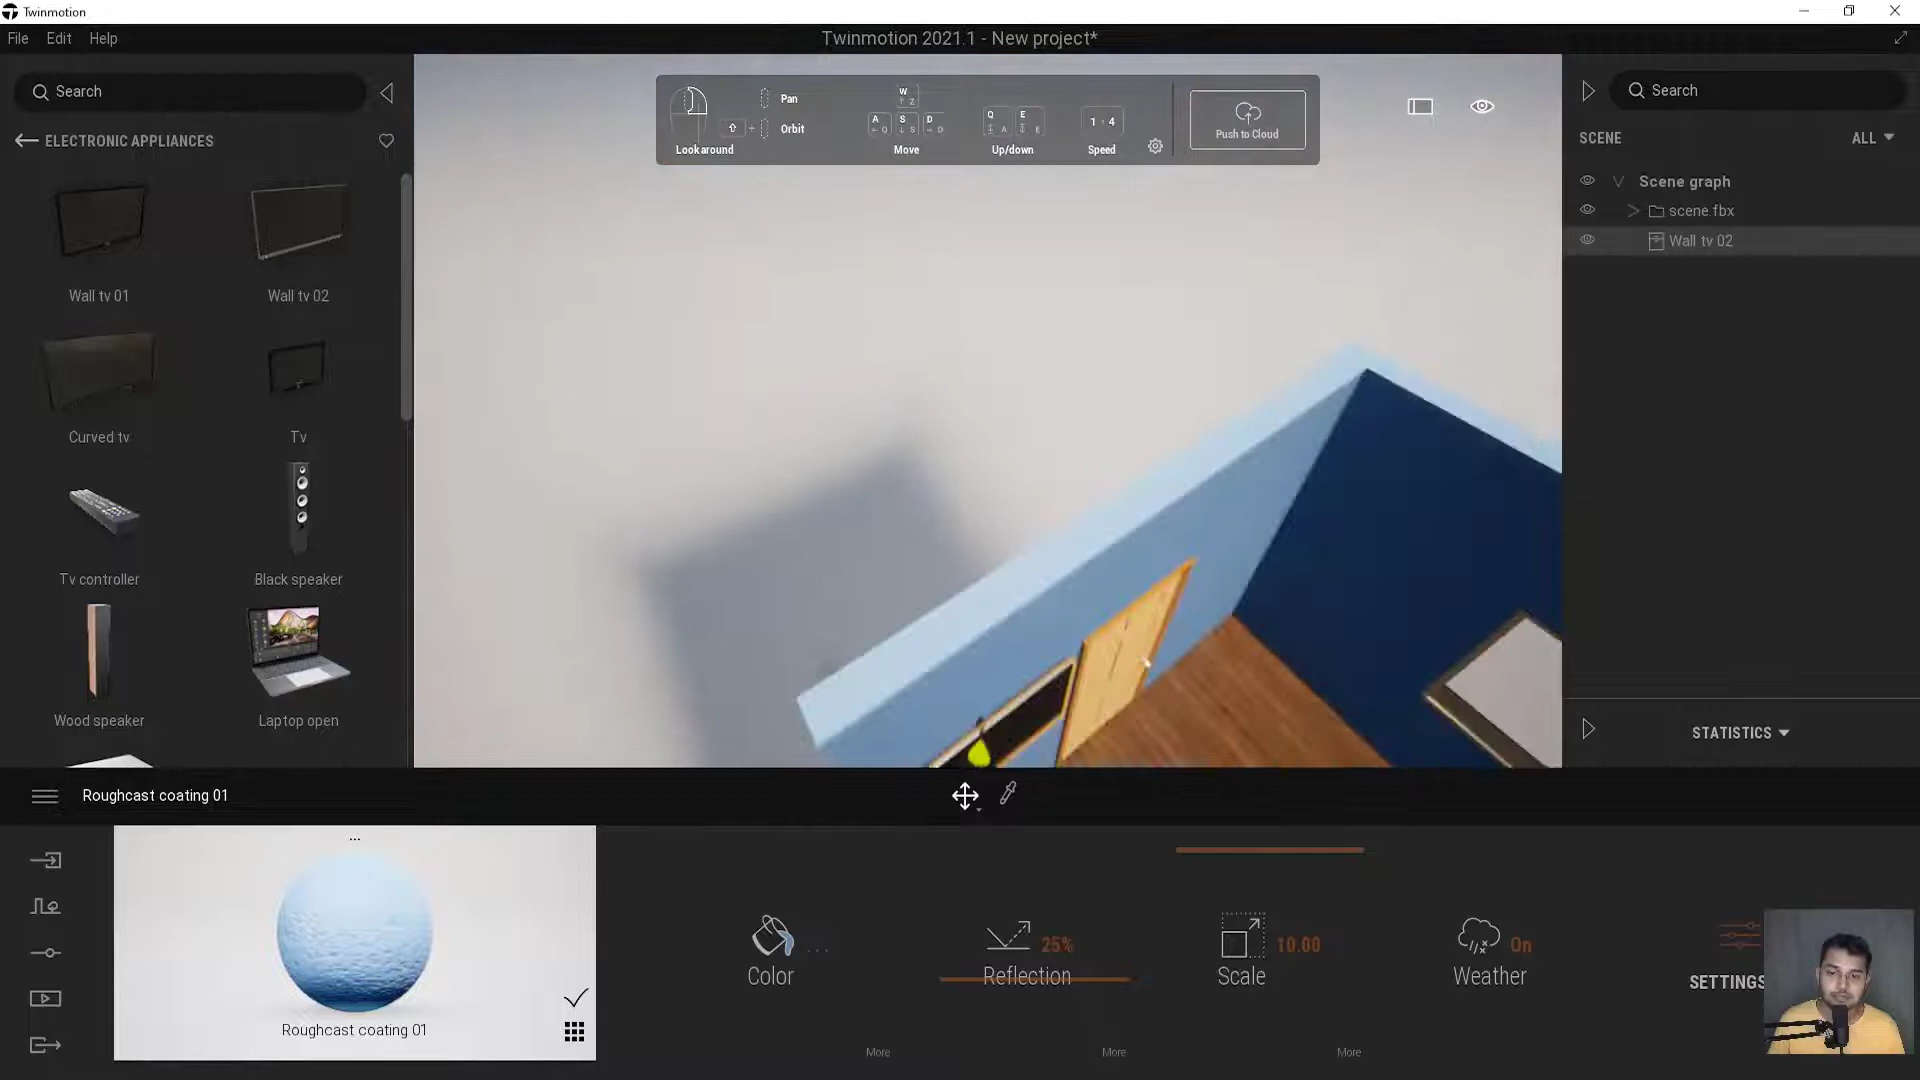 Twinmotion
File Edit Help
Twinmotion 2021.1 - New project*
Search
ELECTRONIC APPLIANCES
Wall tv 01
Wall tv 02
Curved tv
Tv
Tv controller
Black speaker
Wood speaker
Laptop open
Pan
Orbit
Look around
W
Z
A
Q
S
S
D
D
Move
Q
A
E
E
Up/down
1 - 4
Speed
Push to Cloud
Search
SCENE
ALL
Scene graph
scene.fbx
Wall tv 02
STATISTICS
Roughcast coating 01
...
Roughcast coating 01
Color
...
Reflection
25%
Scale
10.00
Weather
On
SETTINGS
More
More
More